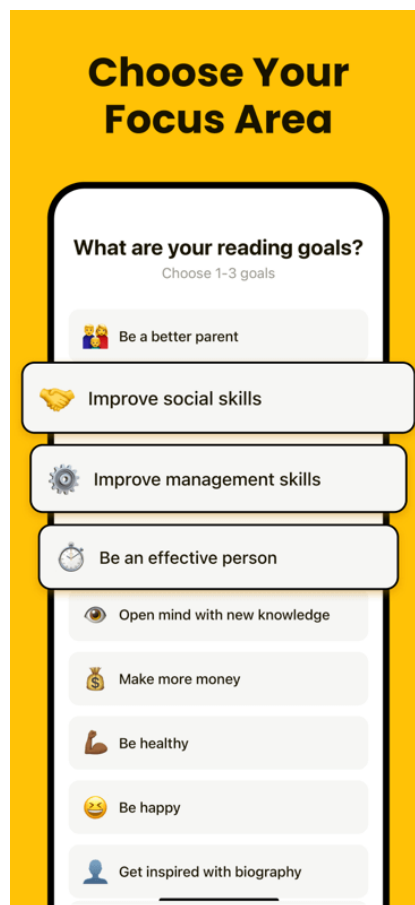 Choose Your
Focus Area
What are your reading goals?
Choose 1-3 goals
Be a better parent
Improve social skills
Improve management skills
Be an effective person
Open mind with new knowledge
Make more money
Be healthy
Be happy
Get inspired with biography